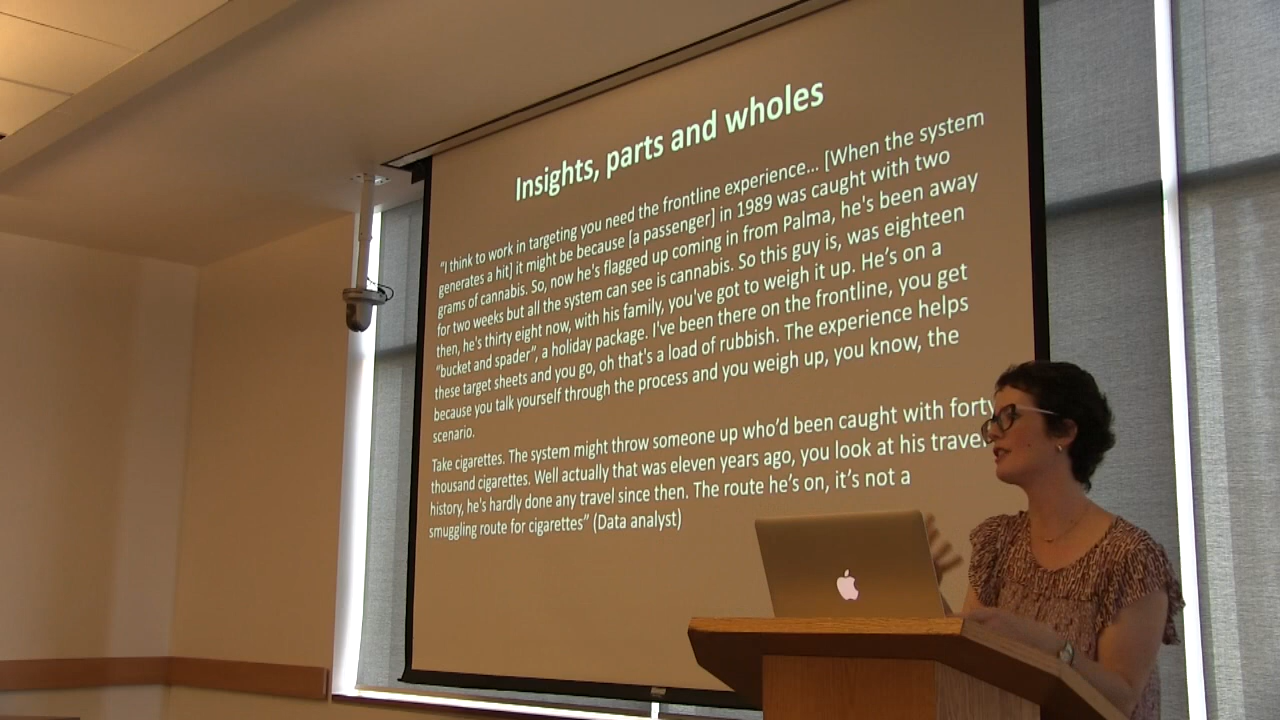 Insights, parts and wholes
“I think to work in targeting you need the frontline experience... [When the system
generates a hit] it might be because [a passenger] in 1989 was caught with two
grams of cannabis. So, now he's flagged up coming in from Palma, he's been away
for two weeks but all the system can see is cannabis. So this guy is, was eighteen
then, he's thirty eight now, with his family, you've got to weigh it up. He’s on a
“bucket and spader”, a holiday package. I've been there on the frontline, you get
these target sheets and you go, oh that's a load of rubbish. The experience helps
because you talk yourself through the process and you weigh up, you know, the
scenario.
Take cigarettes. The system might throw someone up who’d been caught with forty
thousand cigarettes. Well actually that was eleven years ago, you look at his travel
history, he's hardly done any travel since then. The route he’s on, it’s not a
smuggling route for cigarettes” (Data analyst)